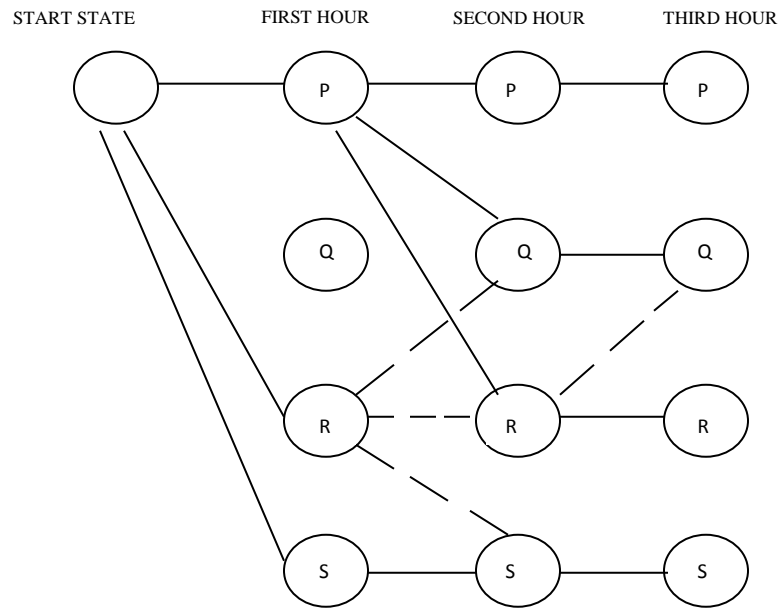 START STATE FIRST HOUR SECOND HOUR THIRD HOUR
P P P
Q Q Q
R R R
S S S